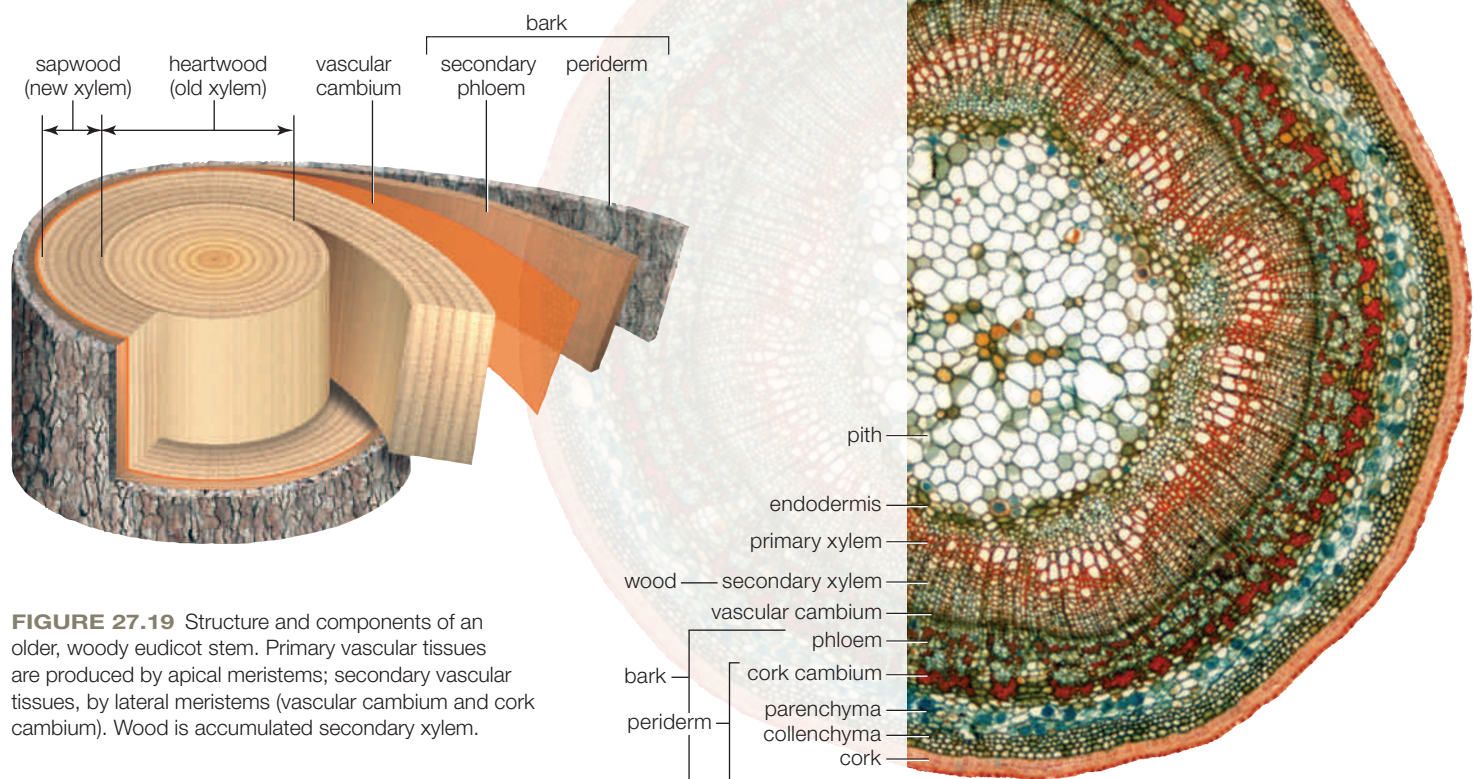 bark
sapwood
(new xylem)
heartwood
(old xylem)
vascular
cambium
secondary
phloem
periderm
pith
endodermis
primary xylem
wood
secondary xylem
vascular cambium
phloem
bark
cork cambium
periderm
parenchyma
collenchyma
cork
FIGURE 27.19 Structure and components of an
older, woody eudicot stem. Primary vascular tissues
are produced by apical meristems; secondary vascular
tissues, by lateral meristems (vascular cambium and cork
cambium). Wood is accumulated secondary xylem.